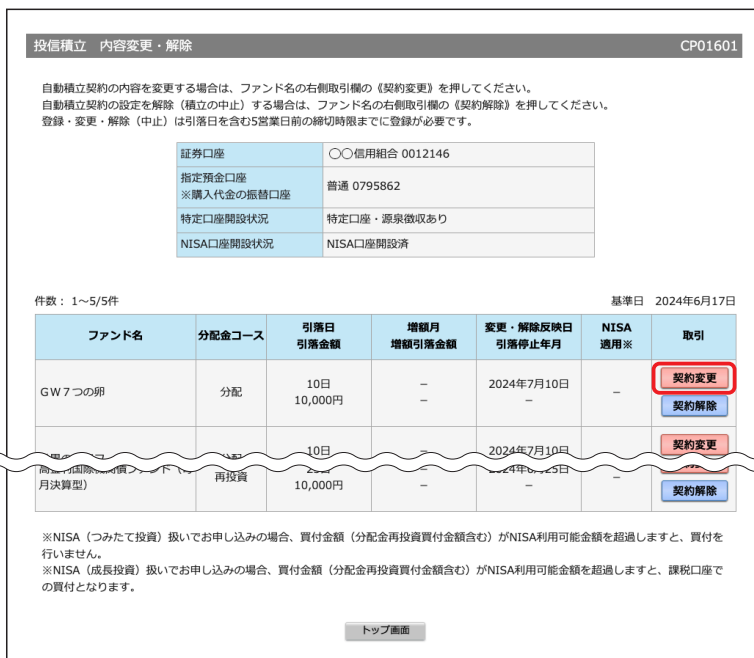 投信積立　内容変更・解除 CP01601
自動積立契約の内容を変更する場合は、ファンド名の右側取引欄の《契約変更》を押してください。
自動積立契約の設定を解除（積立の中止）する場合は、ファンド名の右側取引欄の《契約解除》を押してください。
登録・変更・解除（中止）は引落日を含む5営業日前の締切時限までに登録が必要です。
証券口座 〇〇信用組合 0012146
指定預金口座
※購入代金の振替口座
普通 0795862
特定口座開設状況 特定口座・源泉徴収あり
NISA口座開設状況 NISA口座開設済
件数： 1～5/5件 基準日 2024年6月17日
ファンド名 分配金コース 引落日 増額月 変更・解除反映日 NISA 取引
引落金額 増額引落金額 引落停止年月 適用※
契約変更
GW７つの卵 分配 10日 － 2024年7月10日 －
10,000円 － －
契約解除
10日 － 2024年7月10日 契約変更
月決算型） 再投資 10,000円 － － －
契約解除
※NISA（つみたて投資）扱いでお申し込みの場合、買付金額（分配金再投資買付金額含む）がNISA利用可能金額を超過しますと、買付を
行いません。
※NISA（成長投資）扱いでお申し込みの場合、買付金額（分配金再投資買付金額含む）がNISA利用可能金額を超過しますと、課税口座で
の買付となります。
トップ画面